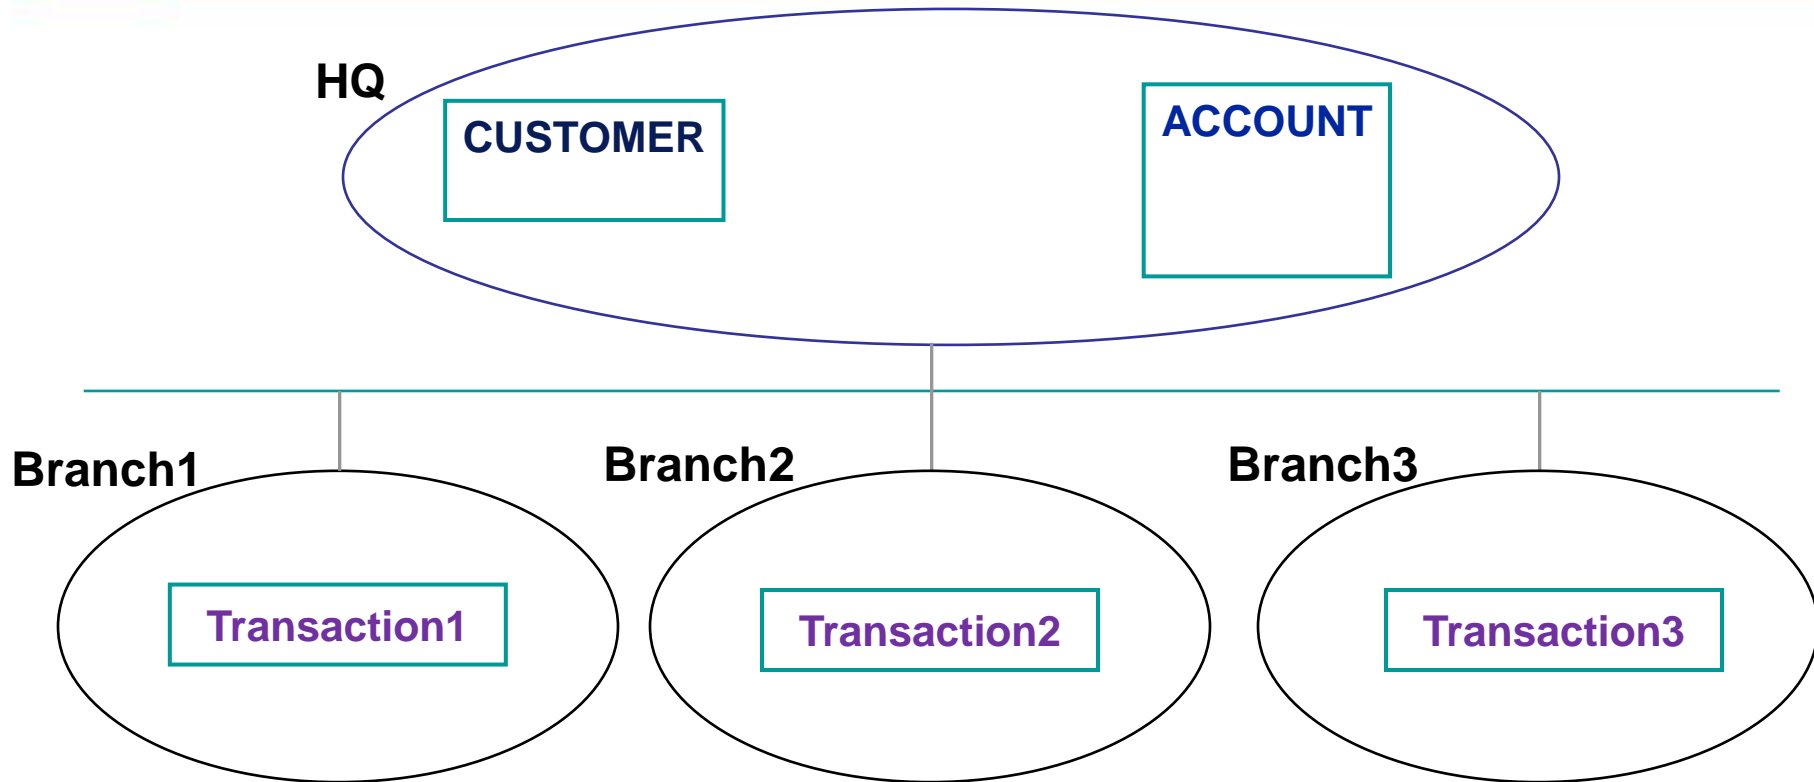 HQ
CUSTOMER
ACCOUNT
Branch1
Branch2
Branch3
Transaction1
Transaction2
Transaction3